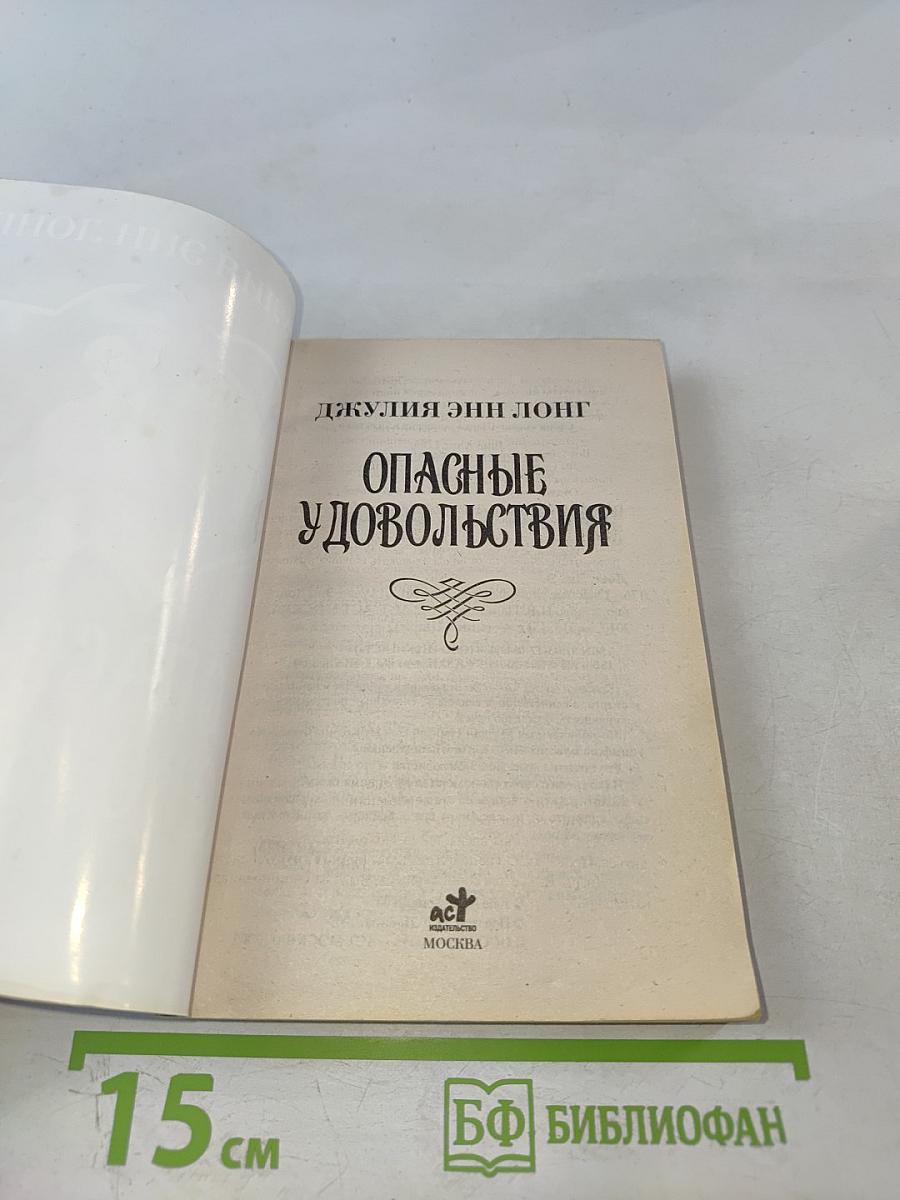 ДЖУЛИЯ ЭНН ЛОНГ
ОПАСНЫЕ
УДОВОЛЬСТВИЯ
аст
ИЗДАТЕЛЬСТВО
МОСКВА
15 см
БФ БИБЛИОФАН